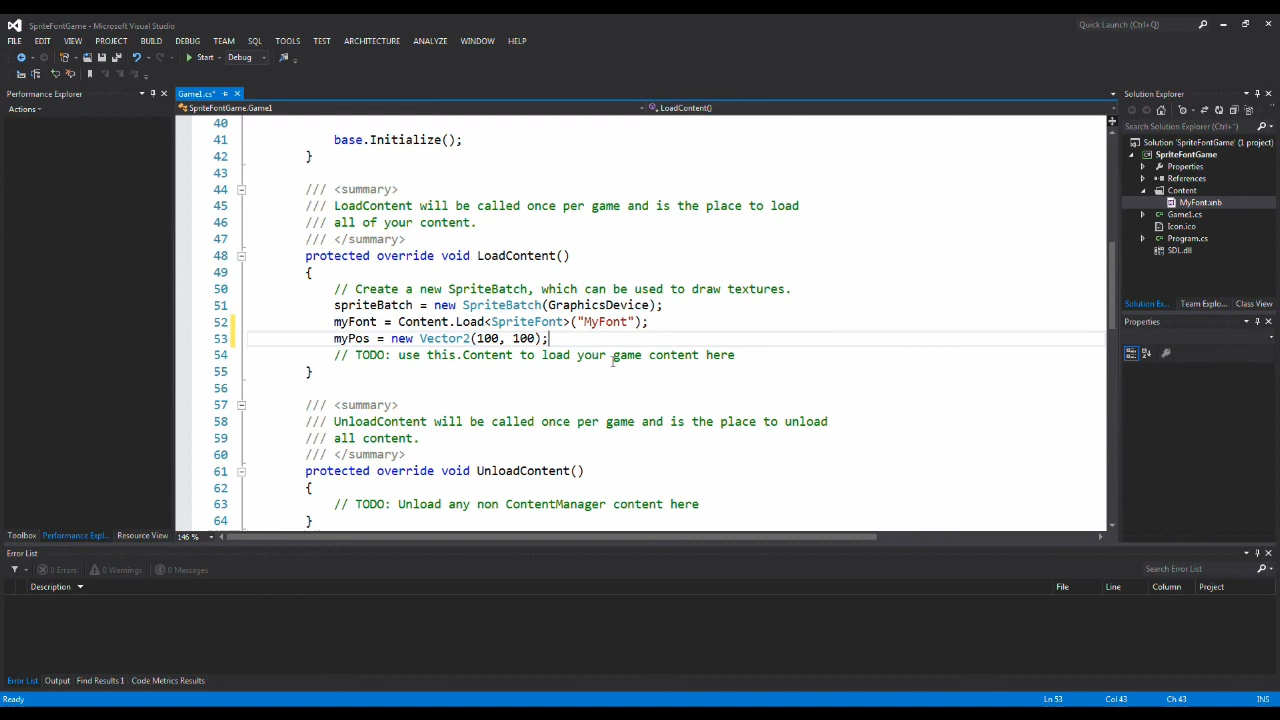 SpriteFontGame - Microsoft Visual Studio
Quick Launch (Ctrl+Q)
FILE EDIT VIEW PROJECT BUILD DEBUG TEAM SQL TOOLS TEST ARCHITECTURE ANALYZE WINDOW HELP
Start Debug
Performance Explorer
Game1.cs*
Solution Explorer
Actions
SpriteFontGame.Game1
LoadContent()
Search Solution Explorer (Ctrl+")
Solution 'SpriteFontGame' (1 project)
SpriteFontGame
Properties
References
Content
MyFont.xnb
Game1.cs
Icon.ico
Program.cs
SDL.dll
40
41 base.Initialize();
42 }
43
44 /// <summary>
45 /// LoadContent will be called once per game and is the place to load
46 /// all of your content.
47 /// </summary>
48 protected override void LoadContent()
49 {
50 // Create a new SpriteBatch, which can be used to draw textures.
51 spriteBatch = new SpriteBatch(GraphicsDevice);
52 myFont = Content.Load<SpriteFont>("MyFont");
53 myPos = new Vector2(100, 100);
54 // TODO: use this.Content to load your game content here
55 }
56
57 /// <summary>
58 /// UnloadContent will be called once per game and is the place to unload
59 /// all content.
60 /// </summary>
61 protected override void UnloadContent()
62 {
63 // TODO: Unload any non ContentManager content here
64 }
Solution Ex... Team Explo... Class View
Properties
Toolbox Performance Expl... Resource View
146 %
Error List
0 Errors 0 Warnings 0 Messages
Search Error List
Description File Line Column Project
Error List Output Find Results 1 Code Metrics Results
Ready Ln 53 Col 43 Ch 43 INS